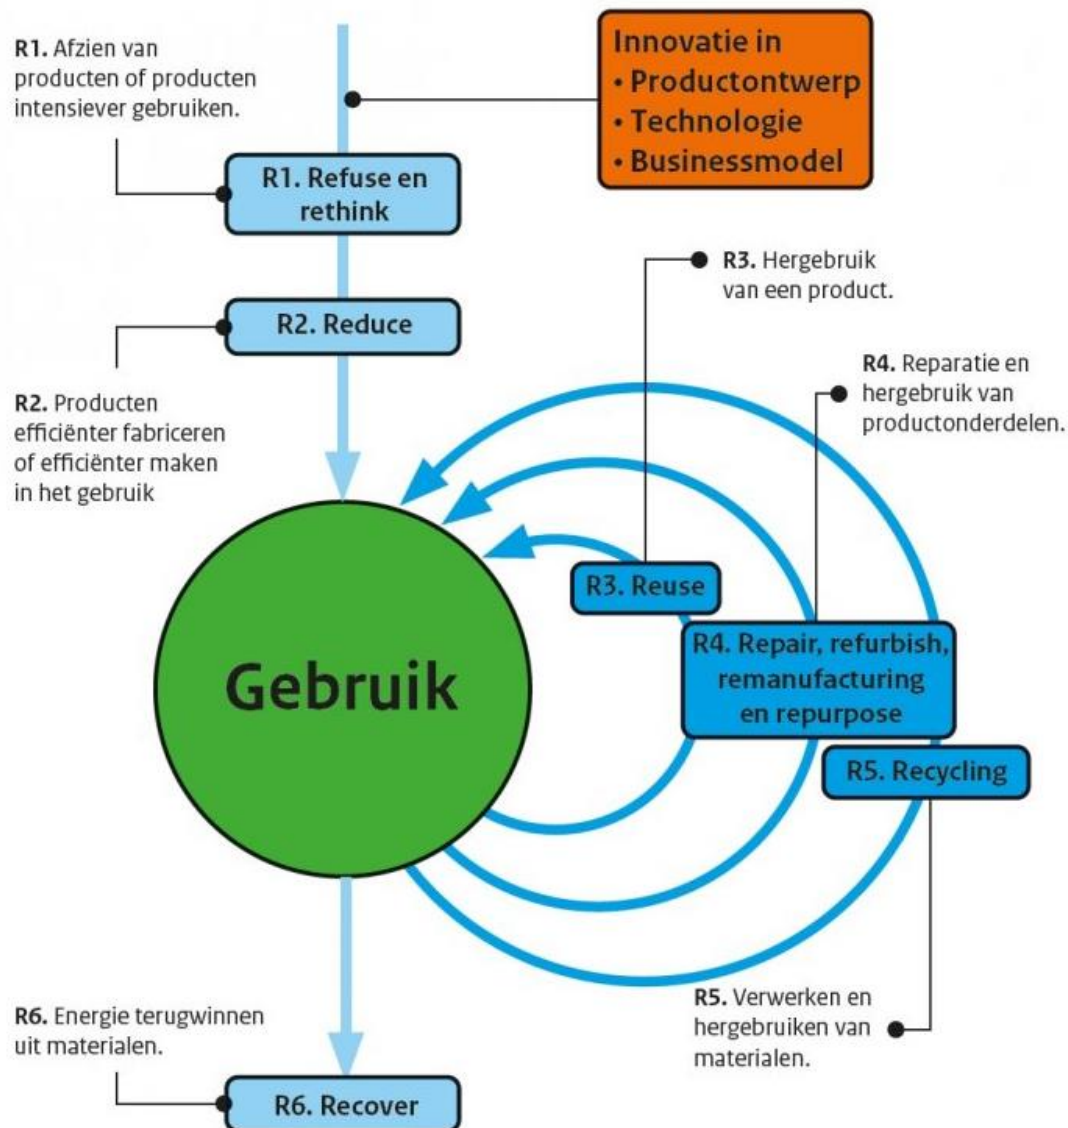 R1. Afzien van
producten of producten
intensiever gebruiken.
Innovatie in
• Productontwerp
• Technologie
• Businessmodel
R1. Refuse en
rethink
R3. Hergebruik
van een product.
R2. Reduce
R4. Reparatie en
hergebruik van
productonderdelen.
R2. Producten
efficiënter fabriceren
of efficiënter maken
in het gebruik
R3. Reuse
Gebruik
R4. Repair, refurbish,
remanufacturing
en repurpose
R5. Recycling
R5. Verwerken en
hergebruiken van
materialen.
R6. Energie terugwinnen
uit materialen.
R6. Recover